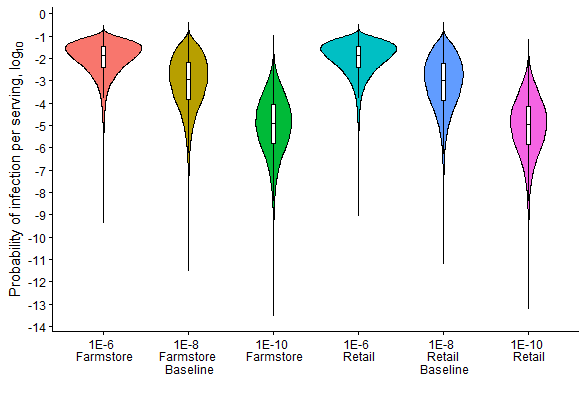 Probability of infection per serving, log10
0
-1
-2
-3
-4
-5
-6
-7
-8
-9
-10
-11
-12
-13
-14
1E-6
Farmstore
1E-8
Farmstore
Baseline
1E-10
Farmstore
1E-6
Retail
1E-8
Retail
Baseline
1E-10
Retail